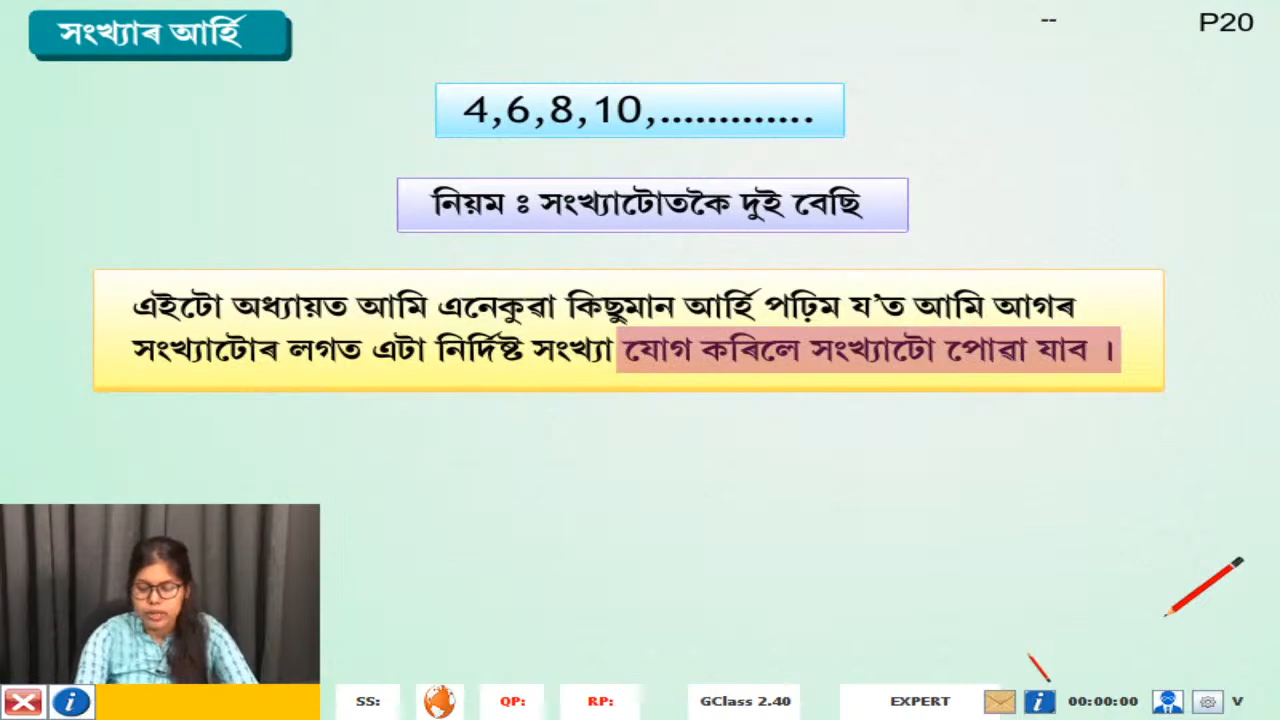 সংখ্যাৰ আৰ্হি
--
P20
4,6,8,10,.............
নিয়ম ঃ সংখ্যাটোতকৈ দুই বেছি
এইটো অধ্যায়ত আমি এনেকুৱা কিছুমান আৰ্হি পঢ়িম য'ত আমি আগৰ
সংখ্যাটোৰ লগত এটা নিৰ্দিষ্ট সংখ্যা যোগ কৰিলে সংখ্যাটো পোৱা যাব ।
SS: QP: RP: GClass 2.40 EXPERT 00:00:00 V